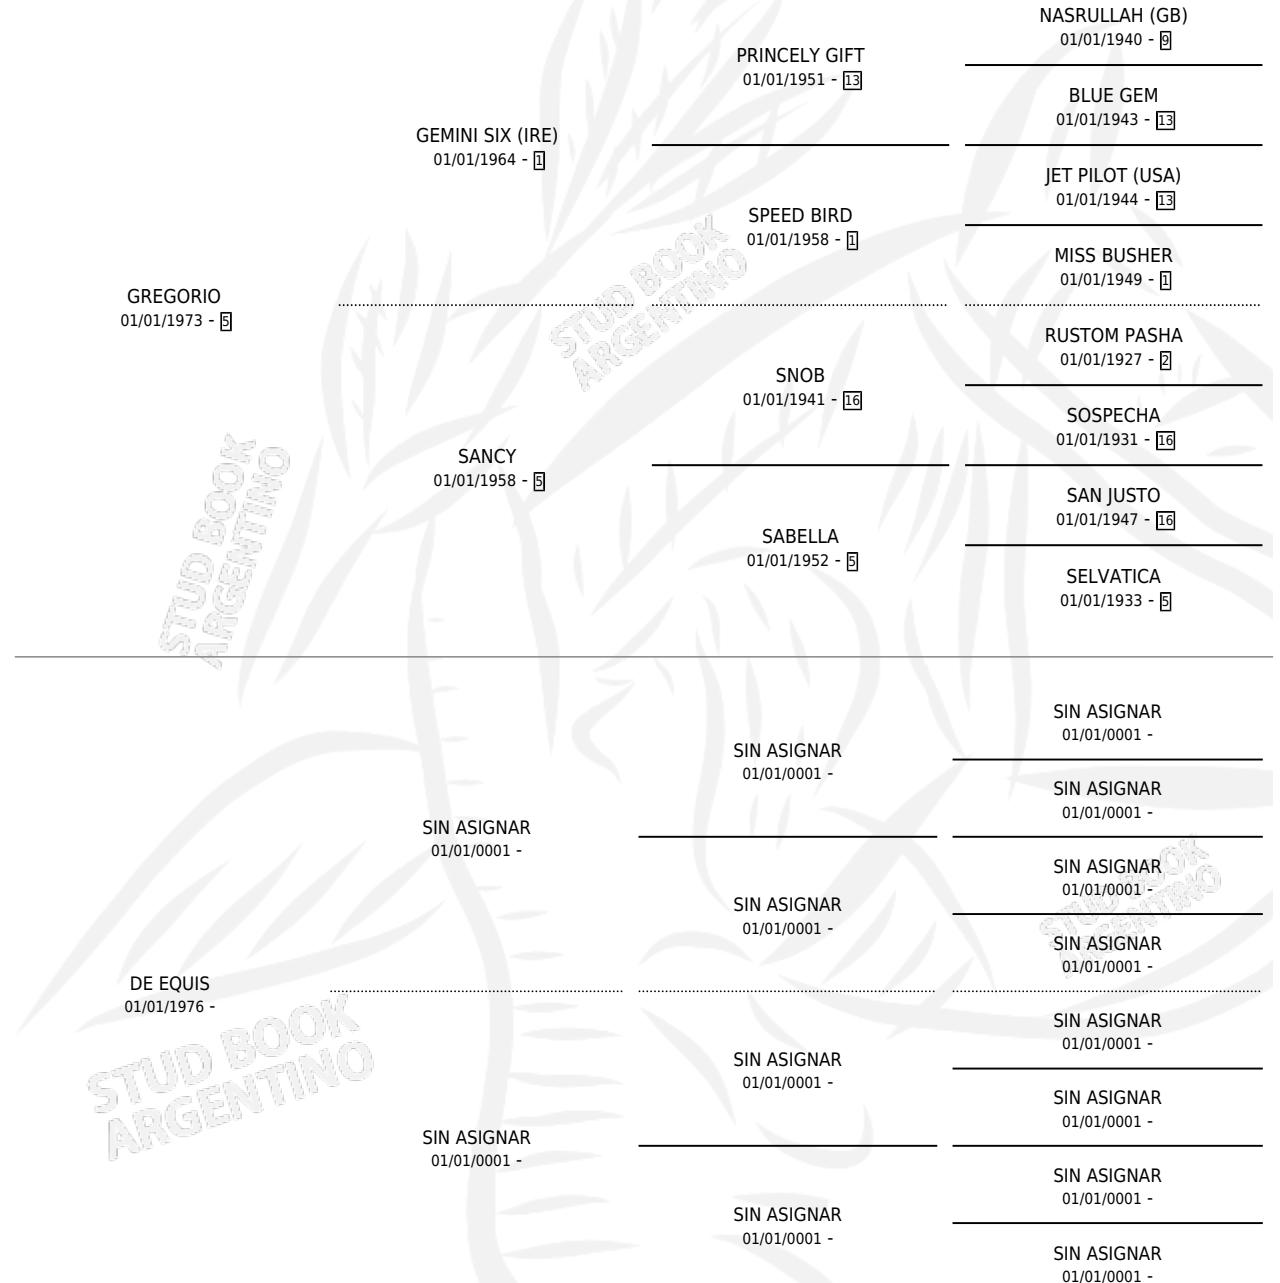 NASRULLAH (GB)
01/01/1940 - 9
PRINCELY GIFT
01/01/1951 - 13
BLUE GEM
01/01/1943 - 13
GEMINI SIX (IRE)
01/01/1964 - 1
JET PILOT (USA)
01/01/1944 - 13
SPEED BIRD
01/01/1958 - 1
MISS BUSHER
01/01/1949 - 1
GREGORIO
01/01/1973 - 5
RUSTOM PASHA
01/01/1927 - 2
SNOB
01/01/1941 - 16
SOSPECHA
01/01/1931 - 16
SANCY
01/01/1958 - 5
SAN JUSTO
01/01/1947 - 16
SABELLA
01/01/1952 - 5
SELVATICA
01/01/1933 - 5
STUD BOOK
ARGENTINO
STUD BOOK
ARGENTINO
SIN ASIGNAR
01/01/0001 -
SIN ASIGNAR
01/01/0001 -
SIN ASIGNAR
01/01/0001 -
SIN ASIGNAR
01/01/0001 -
SIN ASIGNAR
01/01/0001 -
SIN ASIGNAR
01/01/0001 -
SIN ASIGNAR
01/01/0001 -
DE EQUIS
01/01/1976 -
SIN ASIGNAR
01/01/0001 -
SIN ASIGNAR
01/01/0001 -
SIN ASIGNAR
01/01/0001 -
SIN ASIGNAR
01/01/0001 -
SIN ASIGNAR
01/01/0001 -
SIN ASIGNAR
01/01/0001 -
SIN ASIGNAR
01/01/0001 -
STUD BOOK
ARGENTINO
STUD BOOK
ARGENTINO